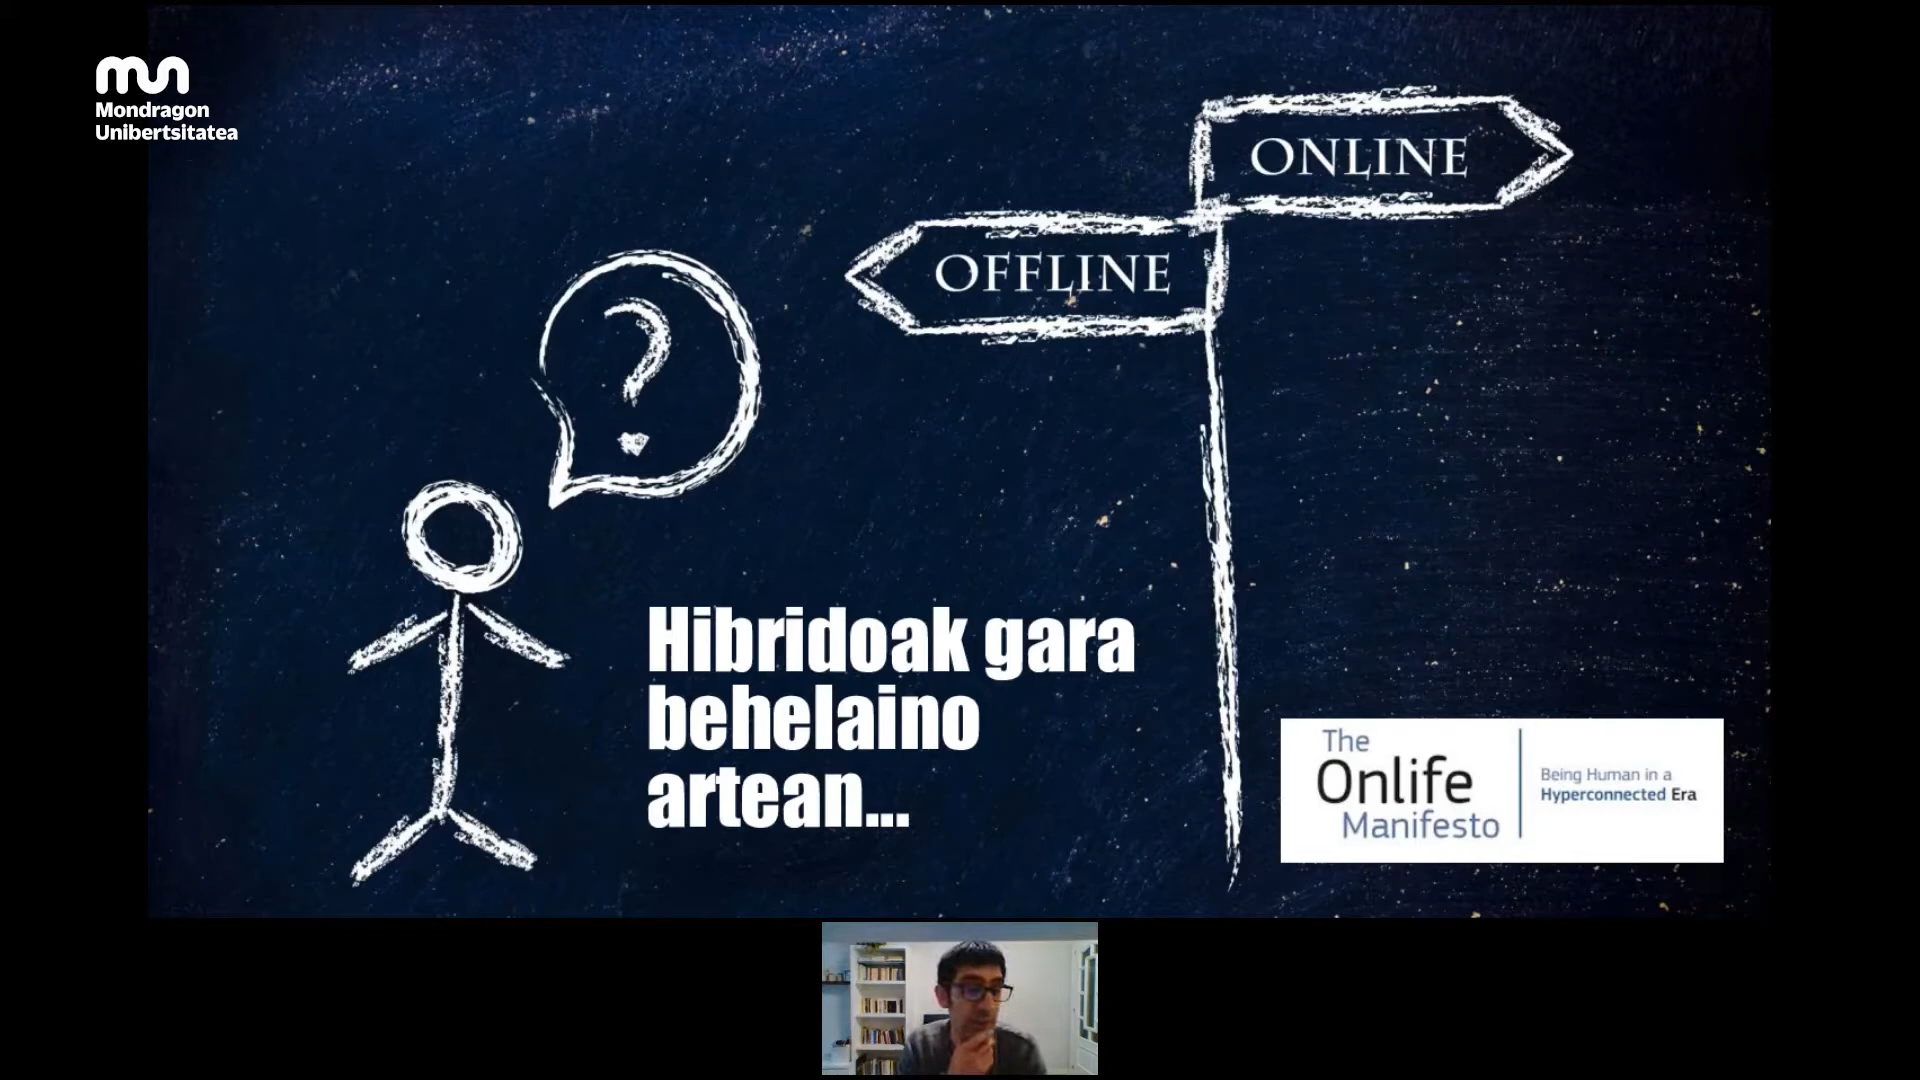 Mondragon
Unibertsitatea
ONLINE
OFFLINE
?
Hibridoak gara
behelaino
artean...
The
Onlife
Manifesto
Being Human in a
Hyperconnected Era